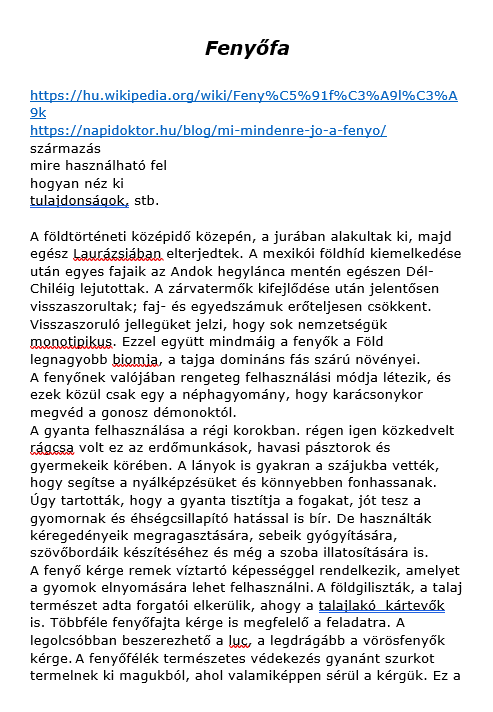 Fenyőfa
https://hu.wikipedia.org/wiki/Feny%C5%91f%C3%A9l%C3%A
9k
https://napidoktor.hu/blog/mi-mindenre-jo-a-fenyo/
származás
mire használható fel
hogyan néz ki
tulajdonságok, stb.
A földtörténeti középidő közepén, a jurában alakultak ki, majd
egész Laurázsiában elterjedtek. A mexikói földhíd kiemelkedése
után egyes fajaik az Andok hegylánca mentén egészen Dél-
Chiléig lejutottak. A zárvatermők kifejlődése után jelentősen
visszaszorultak; faj- és egyedszámuk erőteljesen csökkent.
Visszaszoruló jellegüket jelzi, hogy sok nemzetségük
monotipikus. Ezzel együtt mindmáig a fenyők a Föld
legnagyobb biomja, a tajga domináns fás szárú növényei.
A fenyőnek valójában rengeteg felhasználási módja létezik, és
ezek közül csak egy a néphagyomány, hogy karácsonykor
megvéd a gonosz démonoktól.
A gyanta felhasználása a régi korokban. régen igen közkedvelt
rágcsa volt ez az erdőmunkások, havasi pásztorok és
gyermekeik körében. A lányok is gyakran a szájukba vették,
hogy segítse a nyálképzésüket és könnyebben fonhassanak.
Úgy tartották, hogy a gyanta tisztítja a fogakat, jót tesz a
gyomornak és éhségcsillapító hatással is bír. De használták
kéregedényeik megragasztására, sebeik gyógyítására,
szövőbordáik készítéséhez és még a szoba illatosítására is.
A fenyő kérge remek víztartó képességgel rendelkezik, amelyet
a gyomok elnyomására lehet felhasználni. A földgiliszták, a talaj
természet adta forgatói elkerülik, ahogy a talajlakó kártevők
is. Többféle fenyőfajta kérge is megfelelő a feladatra. A
legolcsóbban beszerezhető a luc, a legdrágább a vörösfenyők
kérge. A fenyőfélék természetes védekezés gyanánt szurkot
termelnek ki magukból, ahol valamiképpen sérül a kérgük. Ez a